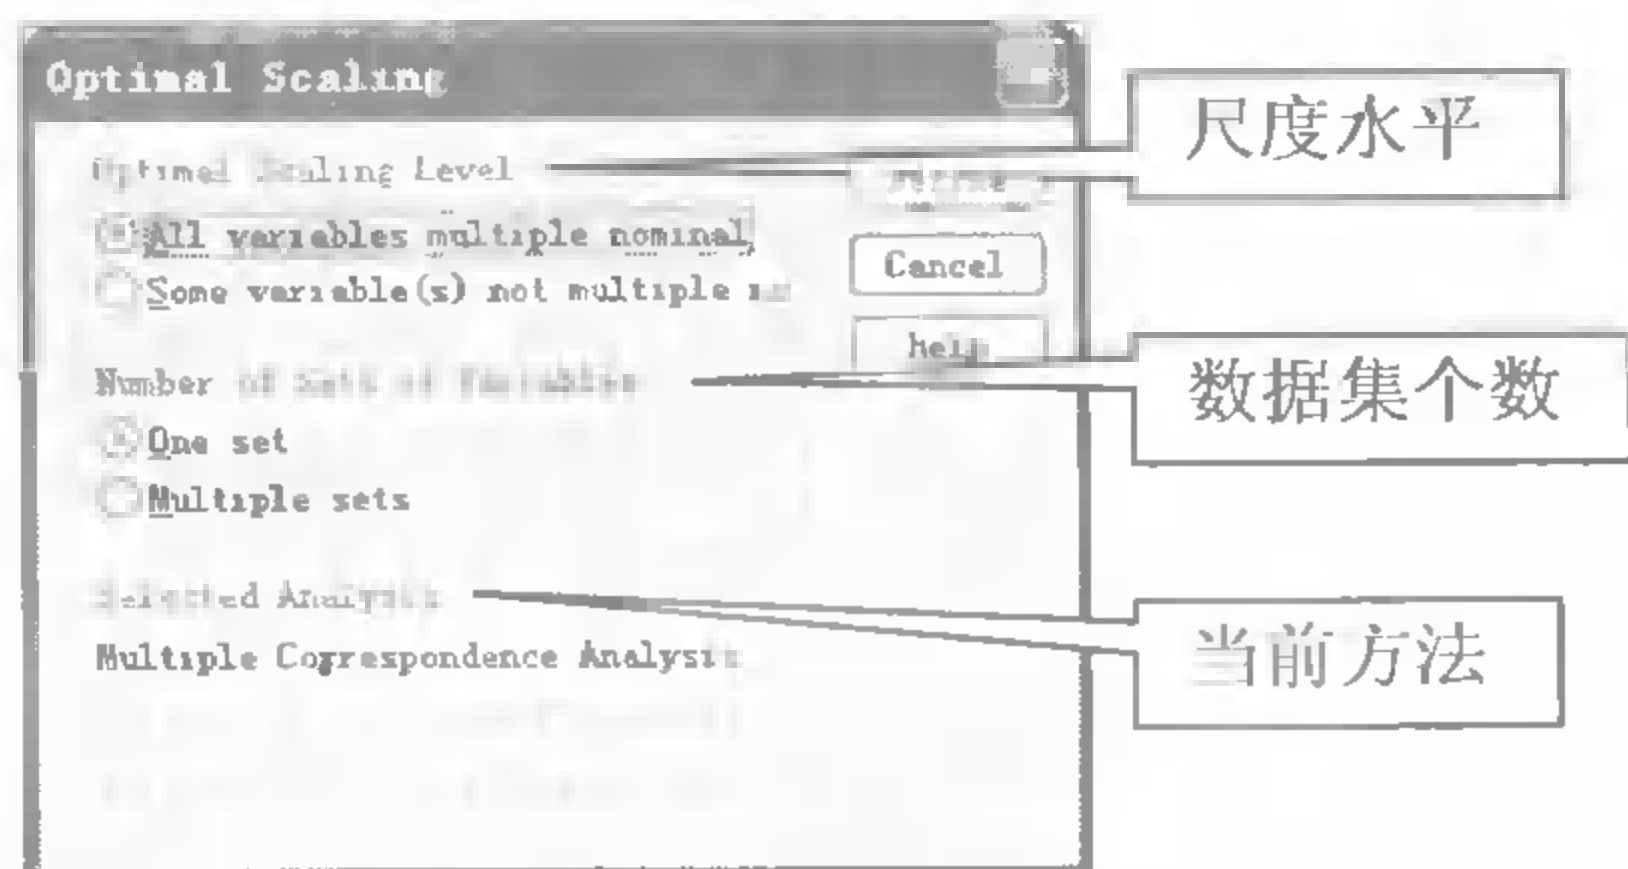 Optimal Scaling
Optimal Scaling Level
尺度水平
All variables multiple nominal
Some variable(s) not multiple
Cancel
Help
Number of Sets of Variables
数据集个数
One set
Multiple sets
Selected Analysis
Multiple Correspondence Analysis
当前方法